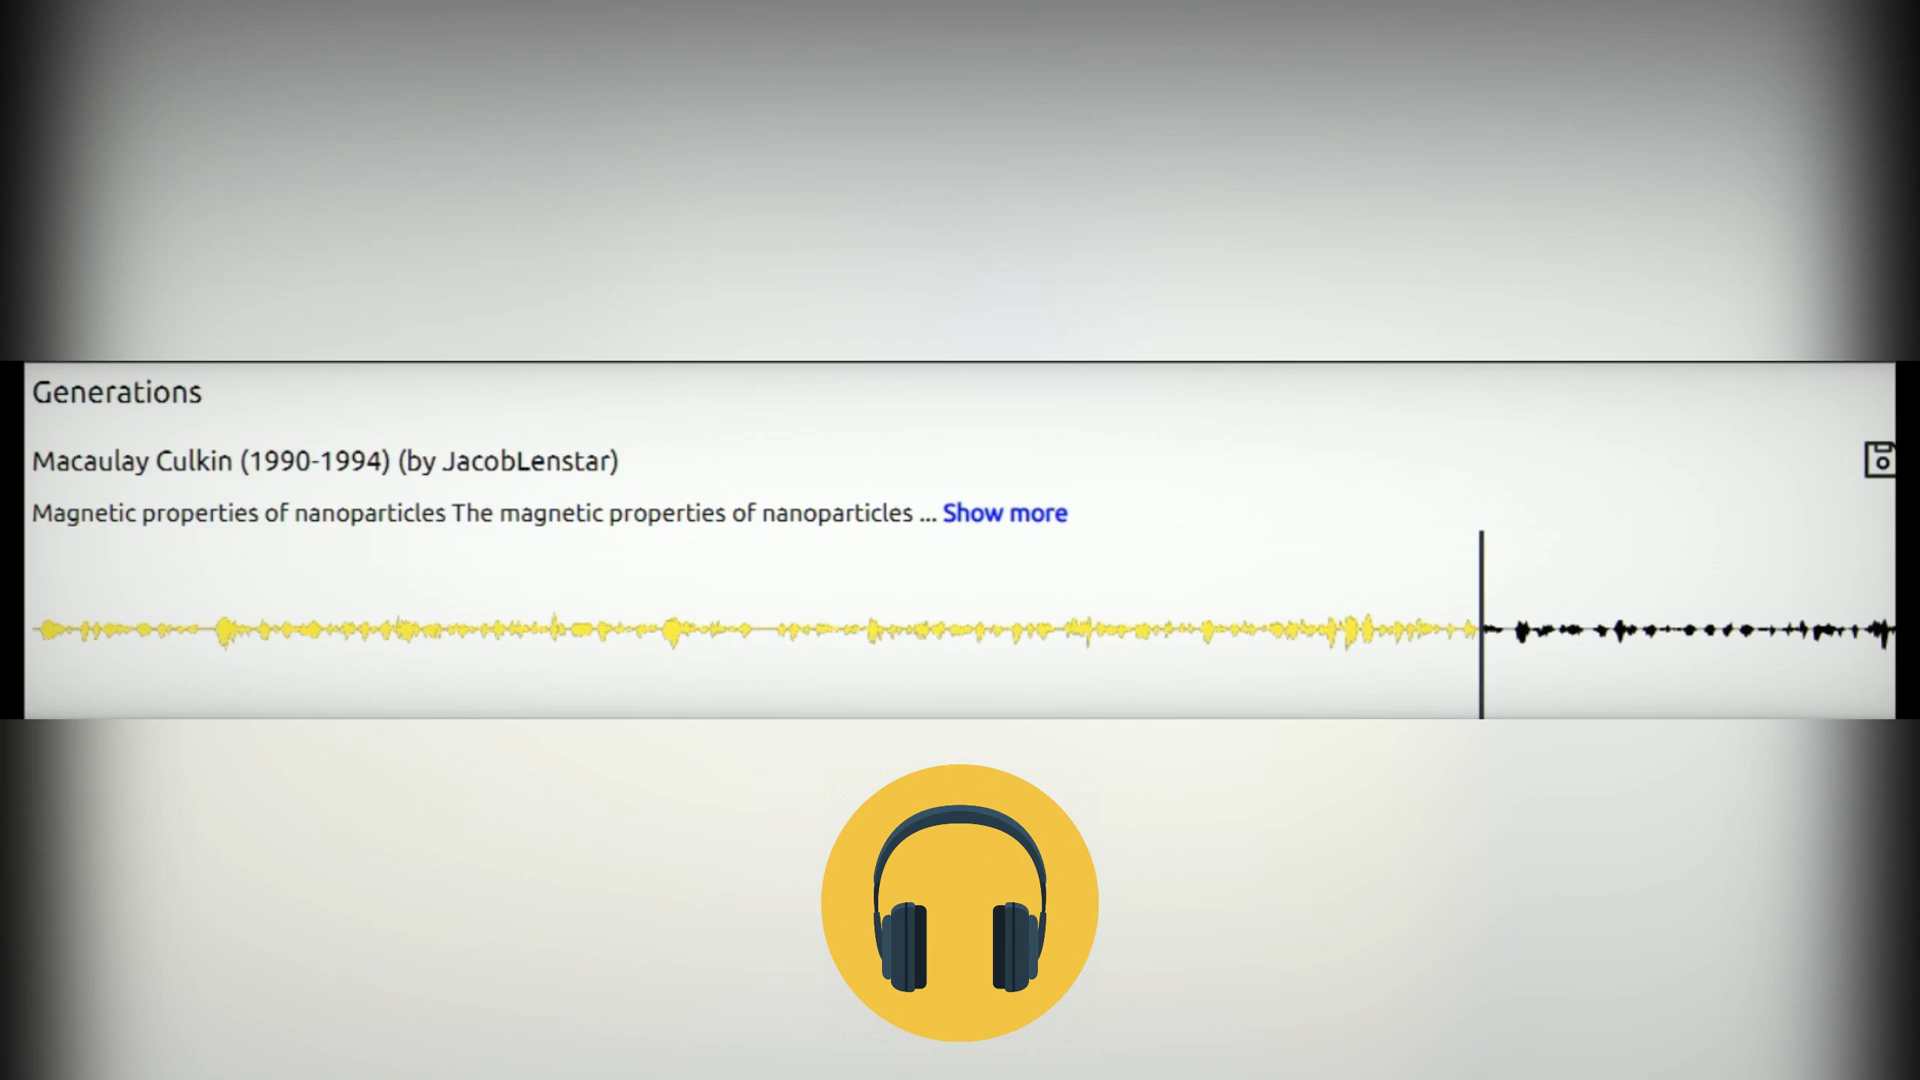 Generations
Macaulay Culkin (1990-1994) (by JacobLenstar)
Magnetic properties of nanoparticles The magnetic properties of nanoparticles ... Show more